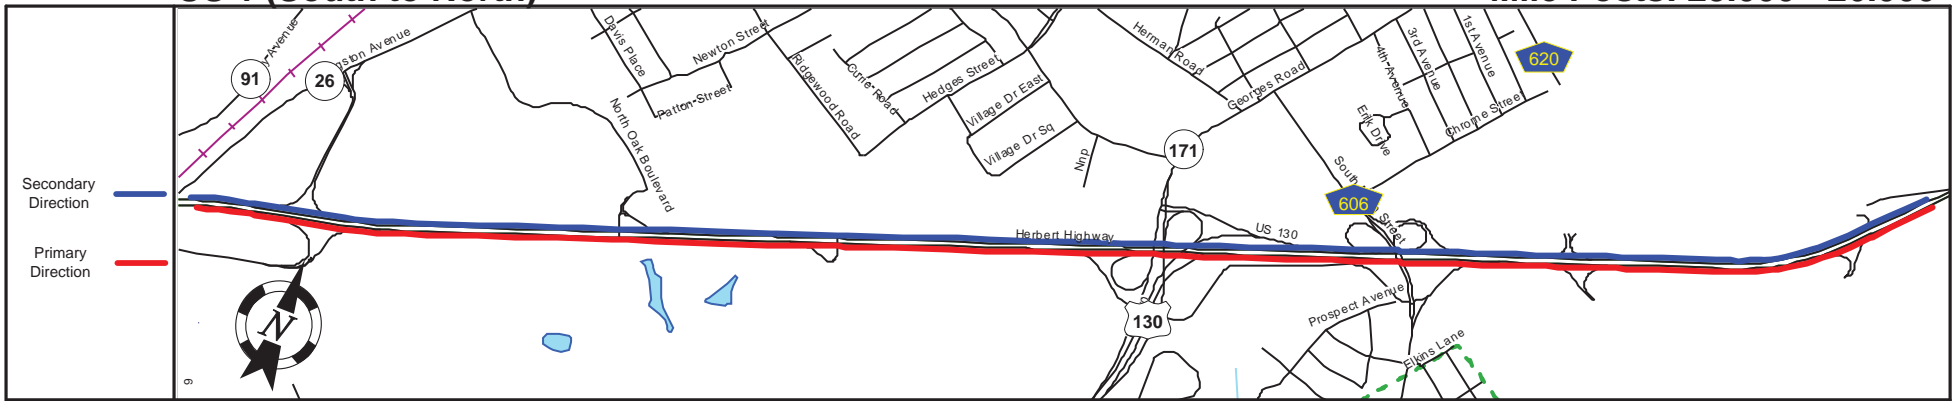 Secondary
Direction
Primary
Direction
91
26
Newton Street
Davis Place
Patton Street
North Oak Boulevard
Ridgewood Road
Currie Road
Hedges Street
Village Dr East
Village Dr Sq
Nnp
Herman Road
Georges Road
171
4th Avenue
3rd Avenue
1st Avenue
620
Erik Drive
Chrome Street
South
606
Street
Herbert Highway
US 130
130
Prospect Avenue
Elkins Lane
N